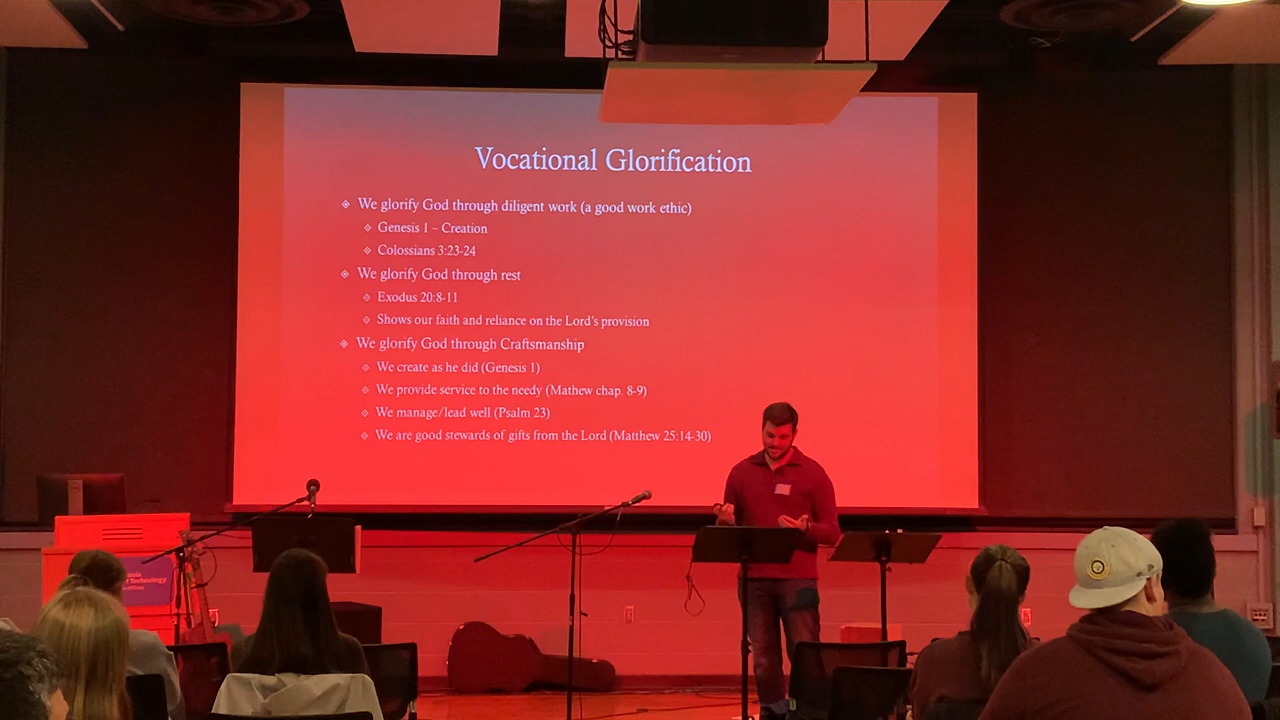 Vocational Glorification
We glorify God through diligent work (a good work ethic)
Genesis 1 – Creation
Colossians 3:23-24
We glorify God through rest
Exodus 20:8-11
Shows our faith and reliance on the Lord's provision
We glorify God through Craftsmanship
We create as he did (Genesis 1)
We provide service to the needy (Mathew chap. 8-9)
We manage/lead well (Psalm 23)
We are good stewards of gifts from the Lord (Matthew 25:14-30)
Technology